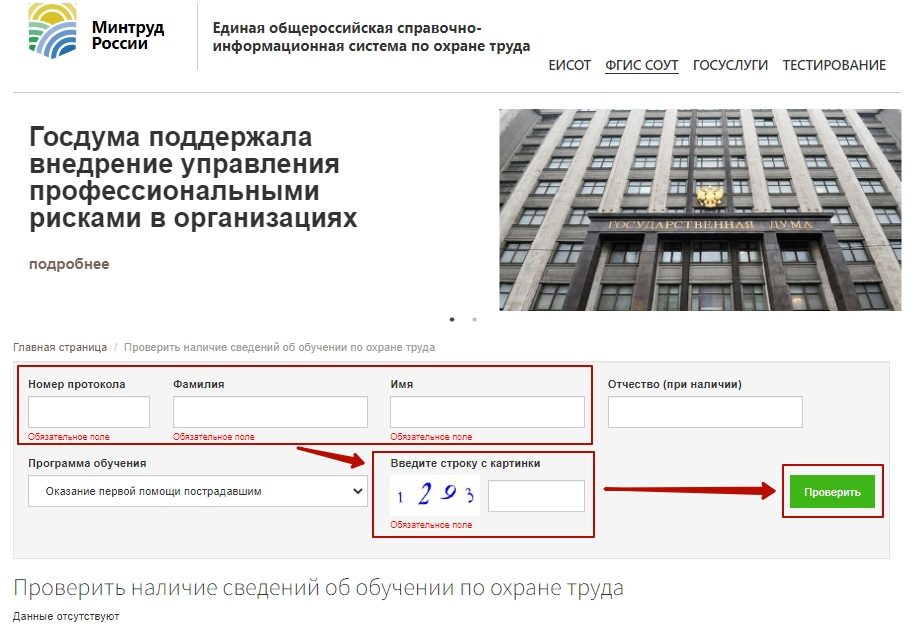 Минтруд
России
Единая общероссийская справочно-
информационная система по охране труда
ЕИСОТ ФГИС СОУТ ГОСУСЛУГИ ТЕСТИРОВАНИЕ
Госдума поддержала
внедрение управления
профессиональными
рисками в организациях
подробнее
ГОСУДАРСТВЕННАЯ ДУМА
Главная страница / Проверить наличие сведений об обучении по охране труда
Номер протокола Фамилия Имя Отчество (при наличии)
Обязательное поле Обязательное поле Обязательное поле
Программа обучения Введите строку с картинки
Оказание первой помощи пострадавшим 1 2 9 3 Проверить
Обязательное поле
Проверить наличие сведений об обучении по охране труда
Данные отсутствуют